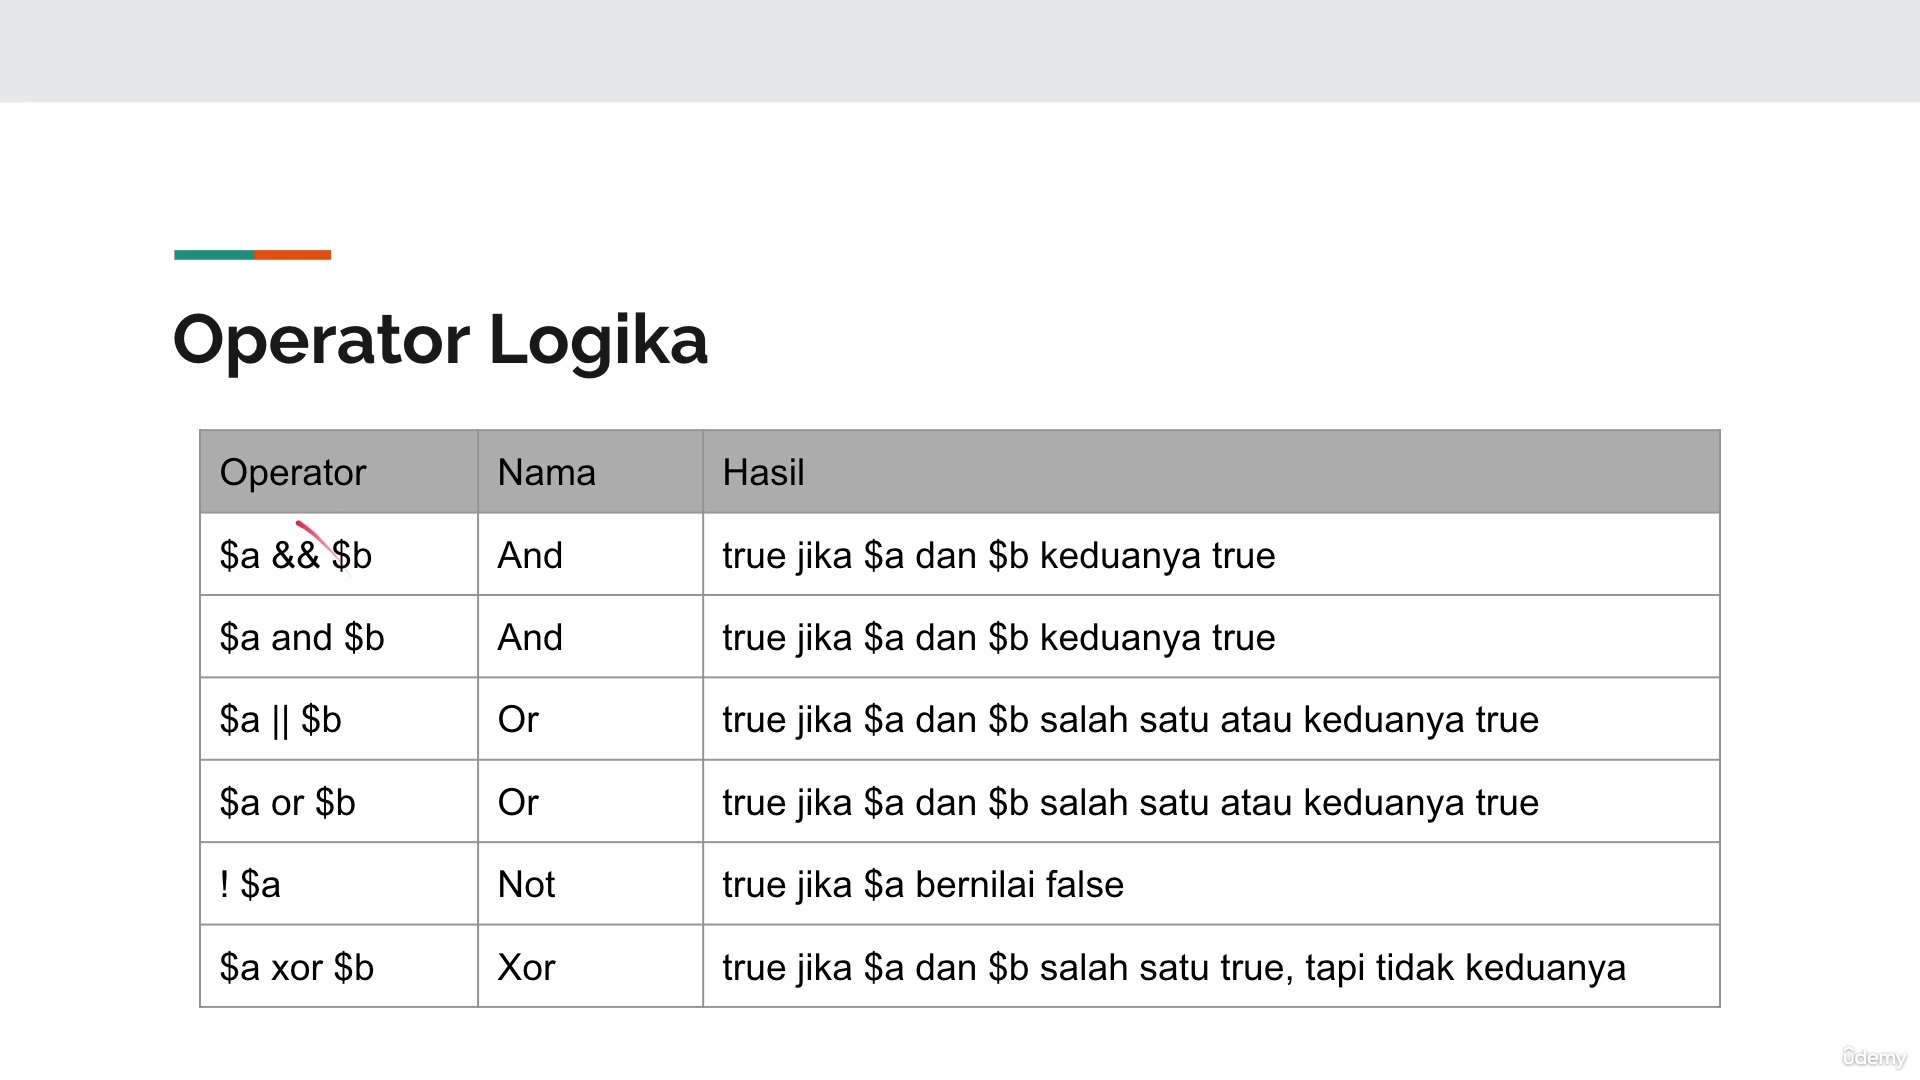 Operator Logika
Operator Nama Hasil
$a && $b And true jika $a dan $b keduanya true
$a and $b And true jika $a dan $b keduanya true
$a || $b Or true jika $a dan $b salah satu atau keduanya true
$a or $b Or true jika $a dan $b salah satu atau keduanya true
! $a Not true jika $a bernilai false
$a xor $b Xor true jika $a dan $b salah satu true, tapi tidak keduanya
ûdemy